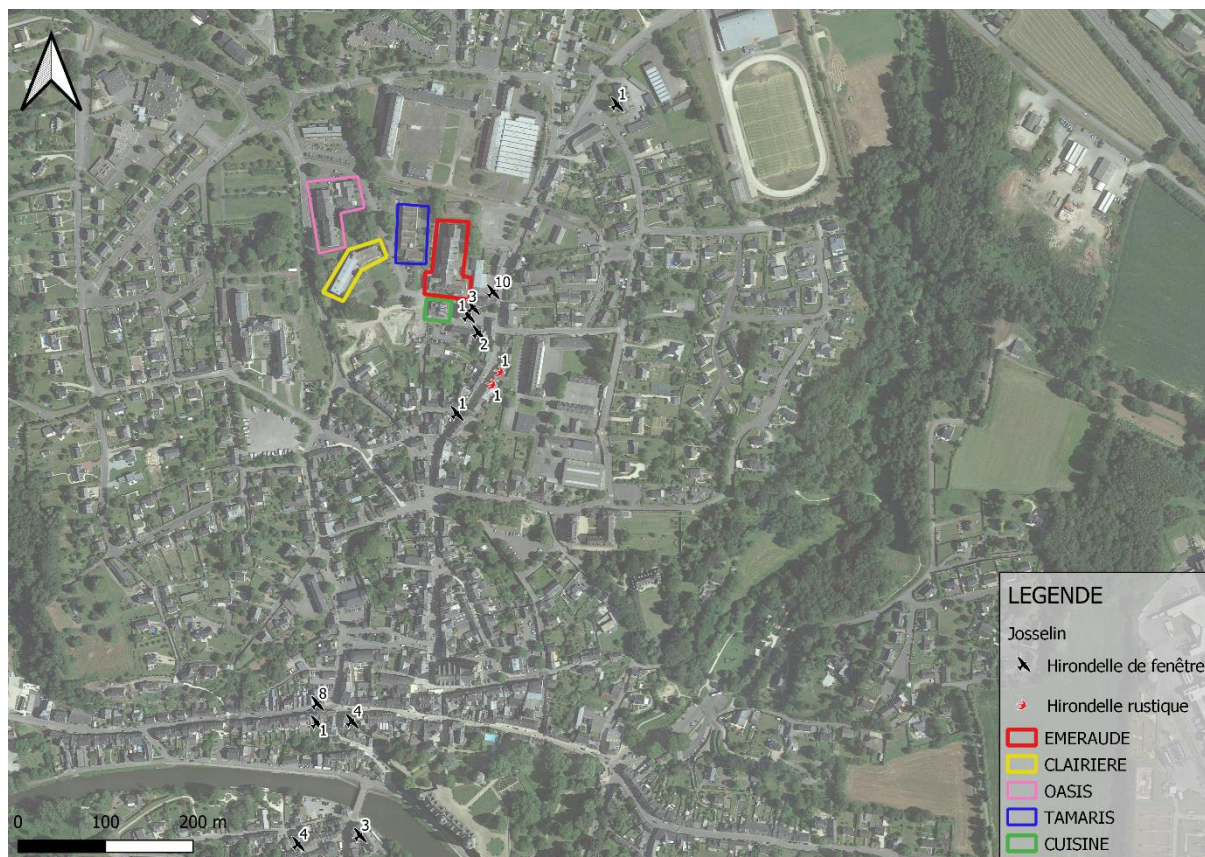 1
10
3
1
2
1
1
1
8
4
1
3
4
0 100 200 m
LEGENDE
Josselin
Hirondelle de fenêtre
Hirondelle rustique
EMERAUDE
CLAIRIERE
OASIS
TAMARIS
CUISINE